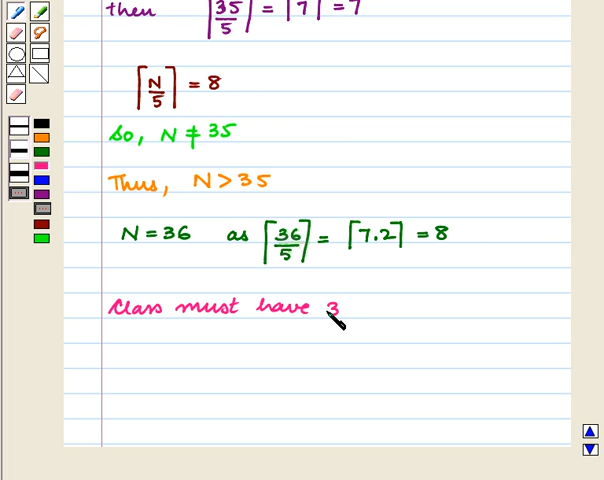 then ⌈35/5⌉ = ⌈7⌉ = 7
⌈N/5⌉ = 8
So, N ≠ 35
Thus, N > 35
N = 36 as ⌈36/5⌉ = ⌈7.2⌉ = 8
Class must have 3